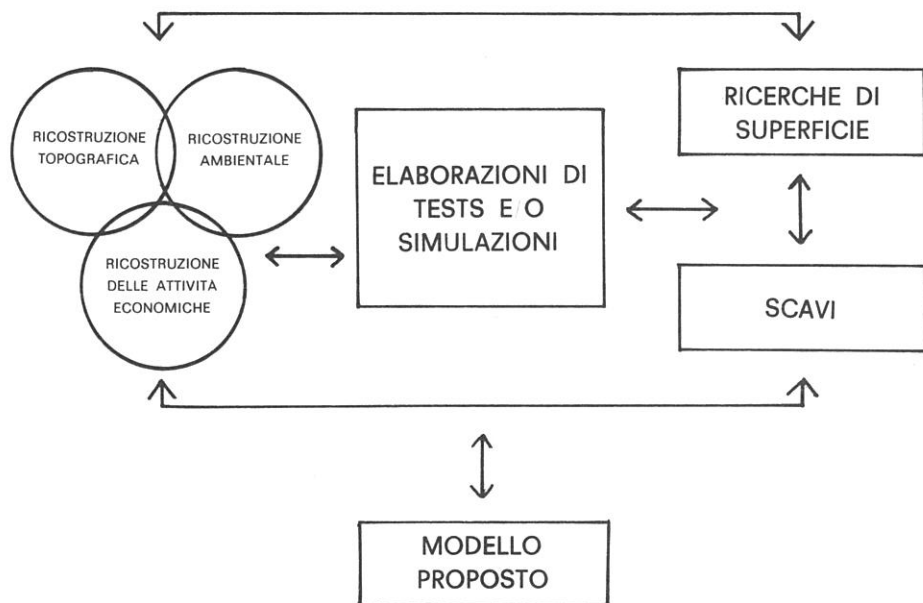 RICOSTRUZIONE
TOPOGRAFICA
RICOSTRUZIONE
AMBIENTALE
RICOSTRUZIONE
DELLE ATTIVITÀ
ECONOMICHE
ELABORAZIONI DI
TESTS E/O
SIMULAZIONI
RICERCHE DI
SUPERFICIE
SCAVI
MODELLO
PROPOSTO